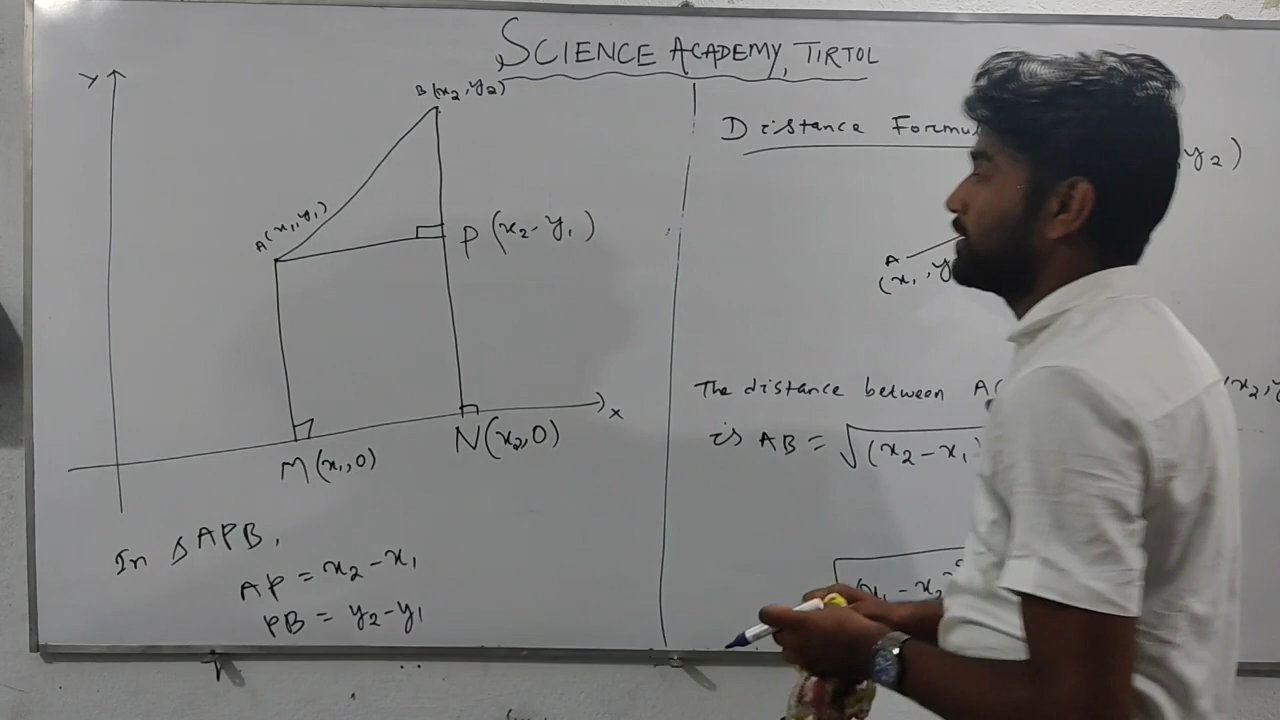 SCIENCE ACADEMY, TIRTOL
Y
B(x₂,y₂)
A(x₁,y₁)
P (x₂-y₁)
M(x₁,0)
N(x₂,0)
x
In △APB,
AP = x₂-x₁
PB = y₂-y₁
Distance
y₂)
A
(x₁,y
The distance between A(
x₂,y
is AB = √(x₂-x₁)